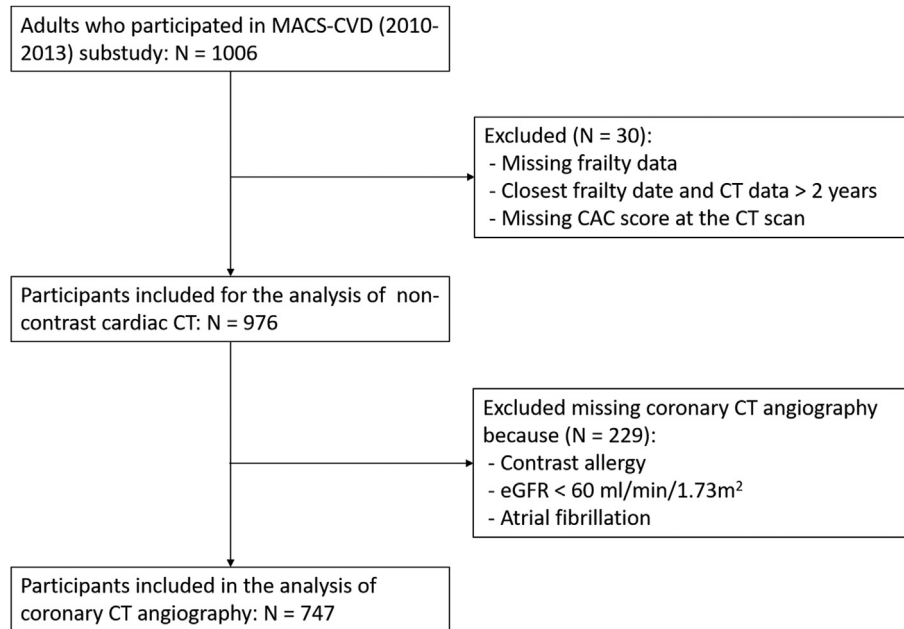 Adults who participated in MACS-CVD (2010-
2013) substudy: N = 1006
Excluded (N = 30):
- Missing frailty data
- Closest frailty date and CT data > 2 years
- Missing CAC score at the CT scan
Participants included for the analysis of non-
contrast cardiac CT: N = 976
Excluded missing coronary CT angiography
because (N = 229):
- Contrast allergy
- eGFR < 60 ml/min/1.73m²
- Atrial fibrillation
Participants included in the analysis of
coronary CT angiography: N = 747